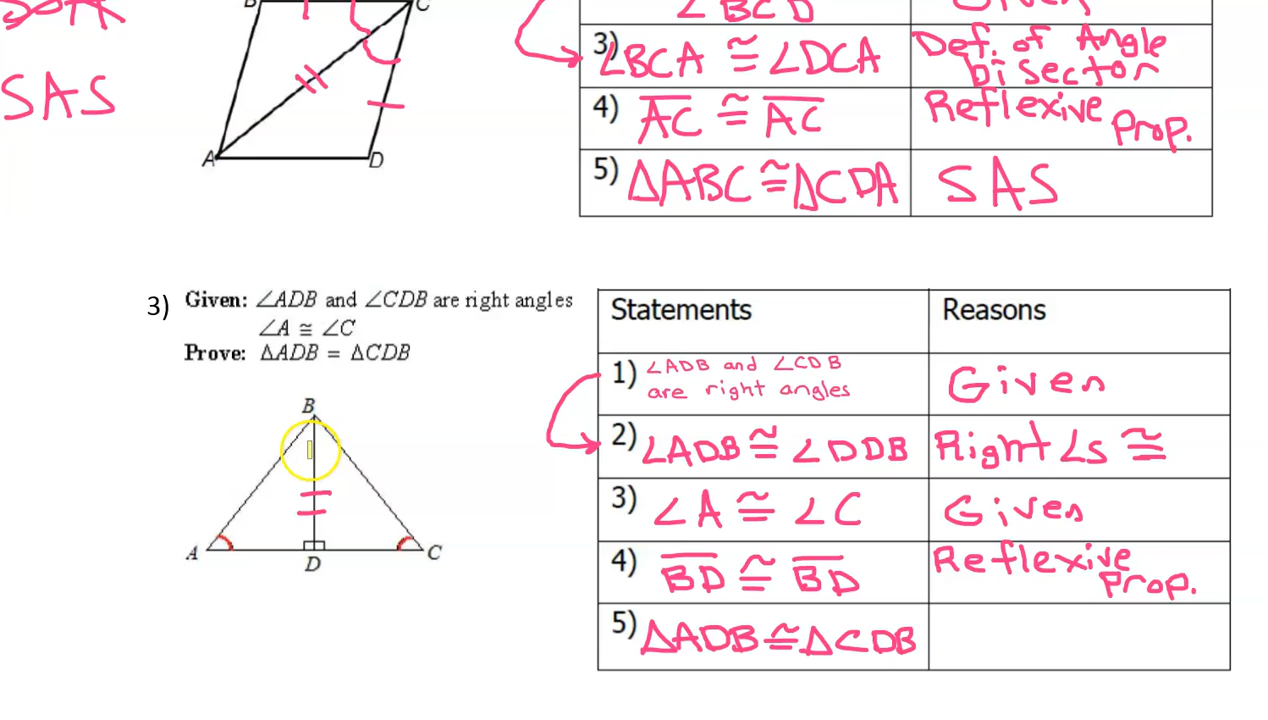 B
C
SAS
A
D
∠BCD
3) ∠BCA ≅ ∠DCA
Def. of Angle
bisector
4) AC ≅ AC
Reflexive
Prop.
5) ΔABC ≅ ΔCDA
SAS
3) Given: ∠ADB and ∠CDB are right angles
∠A ≅ ∠C
Prove: ΔADB = ΔCDB
B
A
D
C
Statements
Reasons
1) ∠ADB and ∠CDB
are right angles
Given
2) ∠ADB ≅ ∠DDB
Right ∠s ≅
3) ∠A ≅ ∠C
Given
4) BD ≅ BD
Reflexive
Prop.
5) ΔADB ≅ ΔCDB